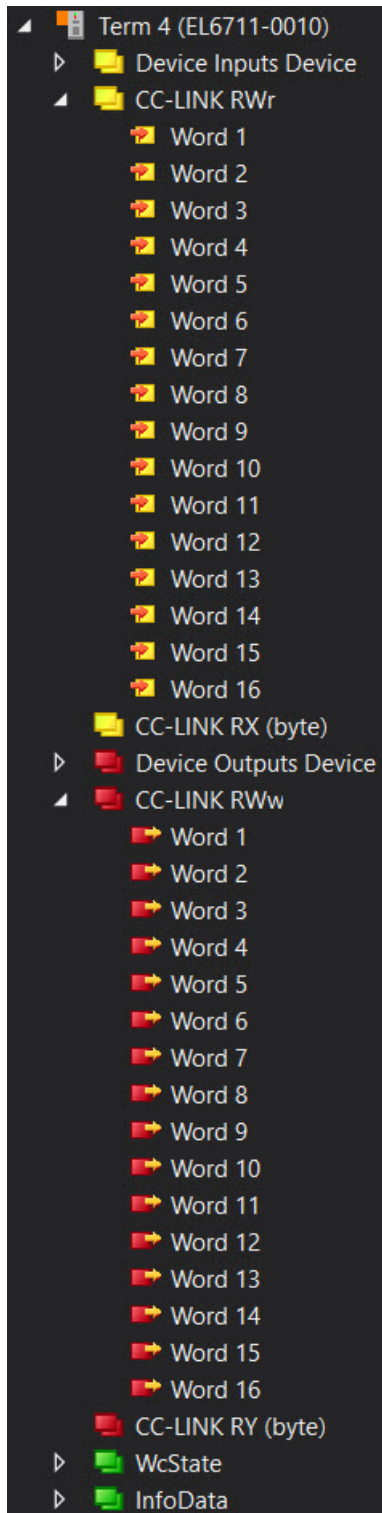 Term 4 (EL6711-0010)
Device Inputs Device
CC-LINK RWr
Word 1
Word 2
Word 3
Word 4
Word 5
Word 6
Word 7
Word 8
Word 9
Word 10
Word 11
Word 12
Word 13
Word 14
Word 15
Word 16
CC-LINK RX (byte)
Device Outputs Device
CC-LINK RWw
Word 1
Word 2
Word 3
Word 4
Word 5
Word 6
Word 7
Word 8
Word 9
Word 10
Word 11
Word 12
Word 13
Word 14
Word 15
Word 16
CC-LINK RY (byte)
WcState
InfoData